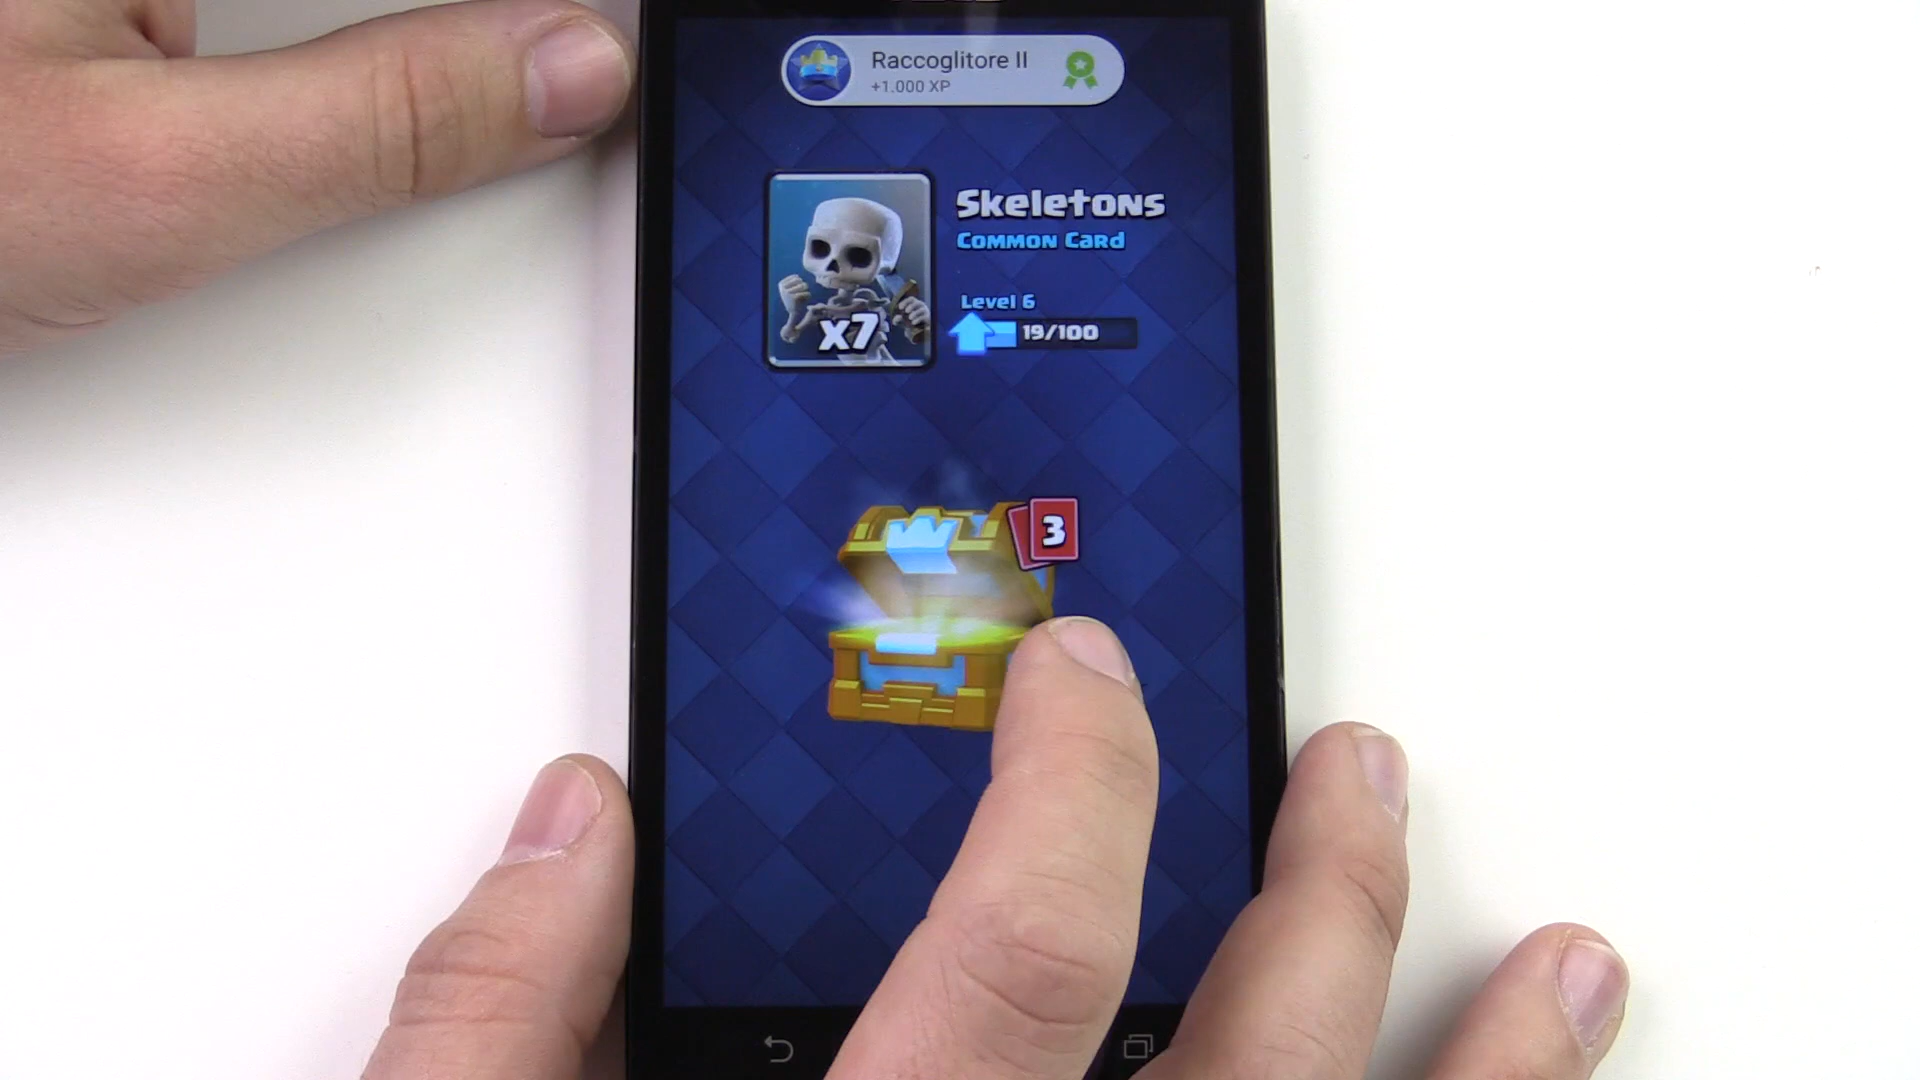 Raccoglitore II
+1.000 XP
Skeletons
Common Card
Level 6
19/100
x7
3